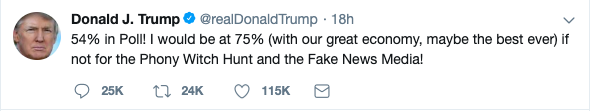 Donald J. Trump @realDonaldTrump · 18h
54% in Poll! I would be at 75% (with our great economy, maybe the best ever) if
not for the Phony Witch Hunt and the Fake News Media!
25K 24K 115K